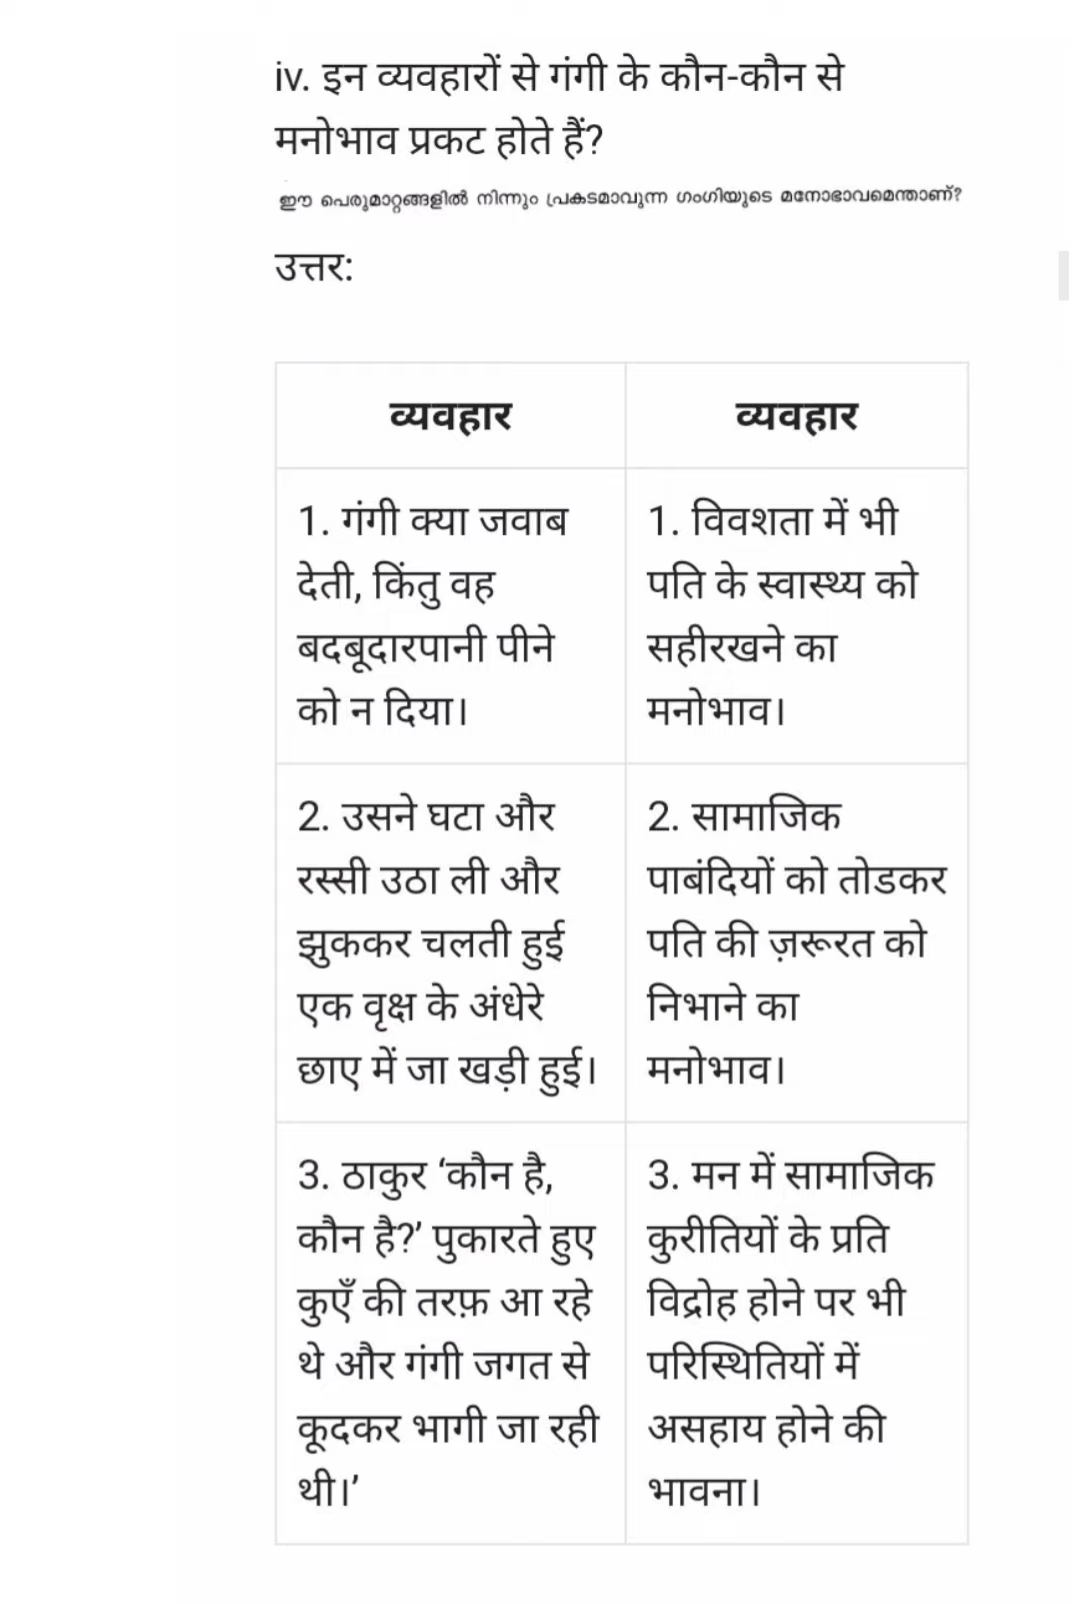 iv. इन व्यवहारों से गंगी के कौन-कौन से
मनोभाव प्रकट होते हैं?
ഈ പെരുമാറ്റങ്ങളിൽ നിന്നും പ്രകടമാവുന്ന ഗംഗിയുടെ മനോഭാവമെന്താണ്?
उत्तर:
व्यवहार
व्यवहार
1. गंगी क्या जवाब
देती, किंतु वह
बदबूदारपानी पीने
को न दिया।
1. विवशता में भी
पति के स्वास्थ्य को
सहीरखने का
मनोभाव।
2. उसने घटा और
रस्सी उठा ली और
झुककर चलती हुई
एक वृक्ष के अंधेरे
छाए में जा खड़ी हुई।
2. सामाजिक
पाबंदियों को तोडकर
पति की ज़रूरत को
निभाने का
मनोभाव।
3. ठाकुर ‘कौन है,
कौन है?’ पुकारते हुए
कुएँ की तरफ़ आ रहे
थे और गंगी जगत से
कूदकर भागी जा रही
थी।’
3. मन में सामाजिक
कुरीतियों के प्रति
विद्रोह होने पर भी
परिस्थितियों में
असहाय होने की
भावना।